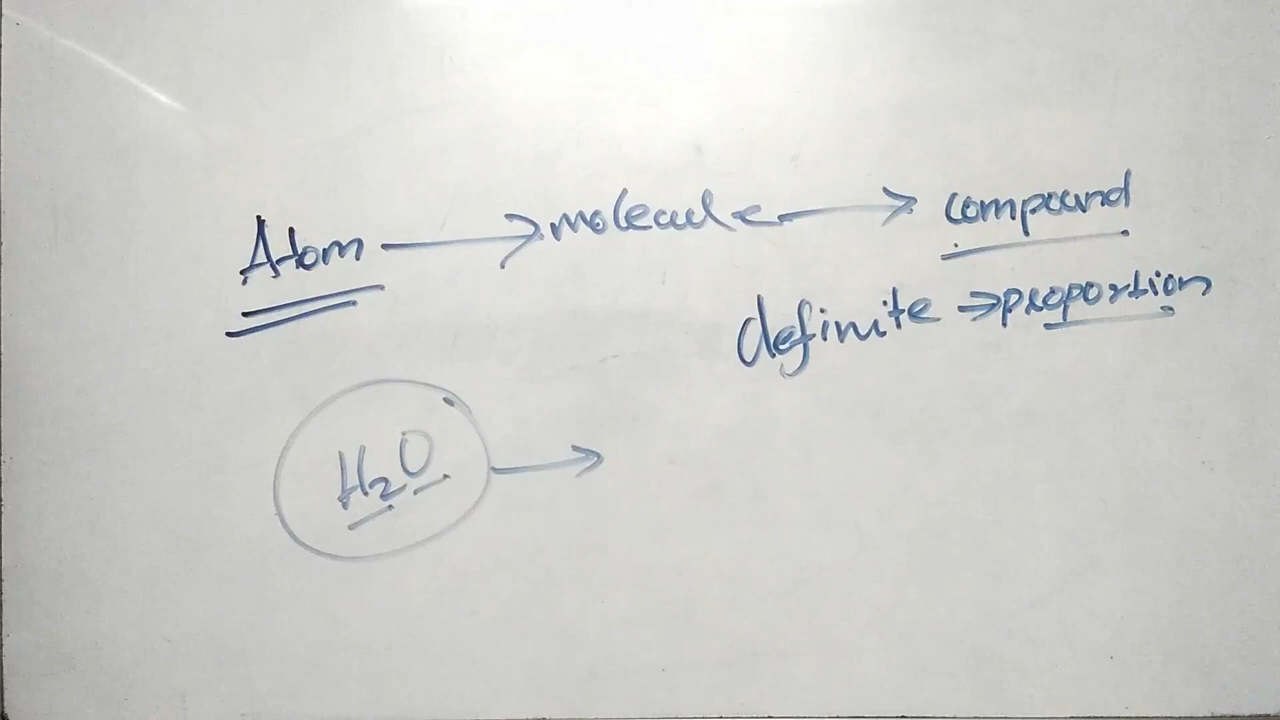 Atom → molecule → compound
definite → proportion
H₂O →